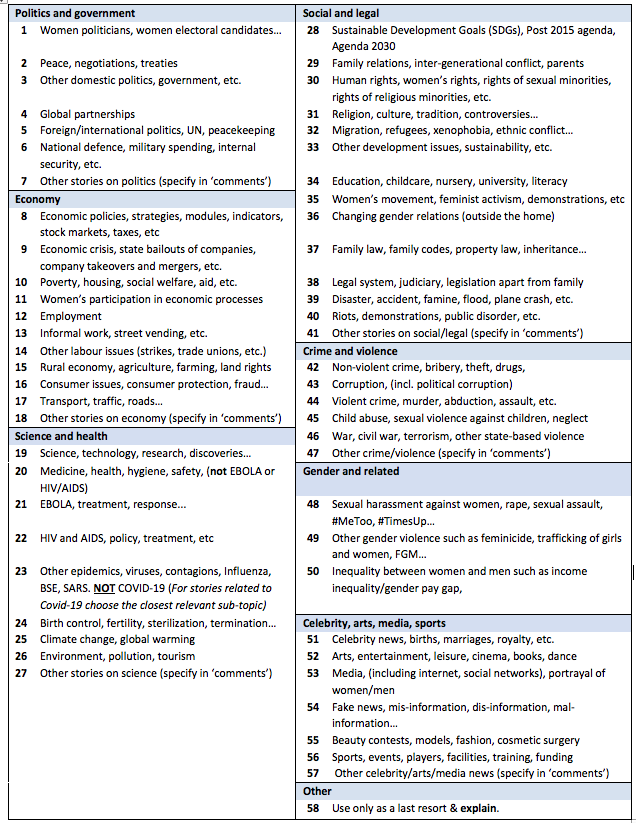 Politics and government
1 Women politicians, women electoral candidates...
2 Peace, negotiations, treaties
3 Other domestic politics, government, etc.
4 Global partnerships
5 Foreign/international politics, UN, peacekeeping
6 National defence, military spending, internal
security, etc.
7 Other stories on politics (specify in ‘comments’)
Economy
8 Economic policies, strategies, modules, indicators,
stock markets, taxes, etc
9 Economic crisis, state bailouts of companies,
company takeovers and mergers, etc.
10 Poverty, housing, social welfare, aid, etc.
11 Women’s participation in economic processes
12 Employment
13 Informal work, street vending, etc.
14 Other labour issues (strikes, trade unions, etc.)
15 Rural economy, agriculture, farming, land rights
16 Consumer issues, consumer protection, fraud...
17 Transport, traffic, roads...
18 Other stories on economy (specify in ‘comments’)
Science and health
19 Science, technology, research, discoveries...
20 Medicine, health, hygiene, safety, (not EBOLA or
HIV/AIDS)
21 EBOLA, treatment, response...
22 HIV and AIDS, policy, treatment, etc
23 Other epidemics, viruses, contagions, Influenza,
BSE, SARS. NOT COVID-19 (For stories related to
Covid-19 choose the closest relevant sub-topic)
24 Birth control, fertility, sterilization, termination...
25 Climate change, global warming
26 Environment, pollution, tourism
27 Other stories on science (specify in ‘comments’)
Social and legal
28 Sustainable Development Goals (SDGs), Post 2015 agenda,
Agenda 2030
29 Family relations, inter-generational conflict, parents
30 Human rights, women’s rights, rights of sexual minorities,
rights of religious minorities, etc.
31 Religion, culture, tradition, controversies...
32 Migration, refugees, xenophobia, ethnic conflict...
33 Other development issues, sustainability, etc.
34 Education, childcare, nursery, university, literacy
35 Women’s movement, feminist activism, demonstrations, etc
36 Changing gender relations (outside the home)
37 Family law, family codes, property law, inheritance...
38 Legal system, judiciary, legislation apart from family
39 Disaster, accident, famine, flood, plane crash, etc.
40 Riots, demonstrations, public disorder, etc.
41 Other stories on social/legal (specify in ‘comments’)
Crime and violence
42 Non-violent crime, bribery, theft, drugs,
43 Corruption, (incl. political corruption)
44 Violent crime, murder, abduction, assault, etc.
45 Child abuse, sexual violence against children, neglect
46 War, civil war, terrorism, other state-based violence
47 Other crime/violence (specify in ‘comments’)
Gender and related
48 Sexual harassment against women, rape, sexual assault,
#MeToo, #TimesUp...
49 Other gender violence such as feminicide, trafficking of girls
and women, FGM...
50 Inequality between women and men such as income
inequality/gender pay gap,
Celebrity, arts, media, sports
51 Celebrity news, births, marriages, royalty, etc.
52 Arts, entertainment, leisure, cinema, books, dance
53 Media, (including internet, social networks), portrayal of
women/men
54 Fake news, mis-information, dis-information, mal-
information...
55 Beauty contests, models, fashion, cosmetic surgery
56 Sports, events, players, facilities, training, funding
57 Other celebrity/arts/media news (specify in ‘comments’)
Other
58 Use only as a last resort & explain.